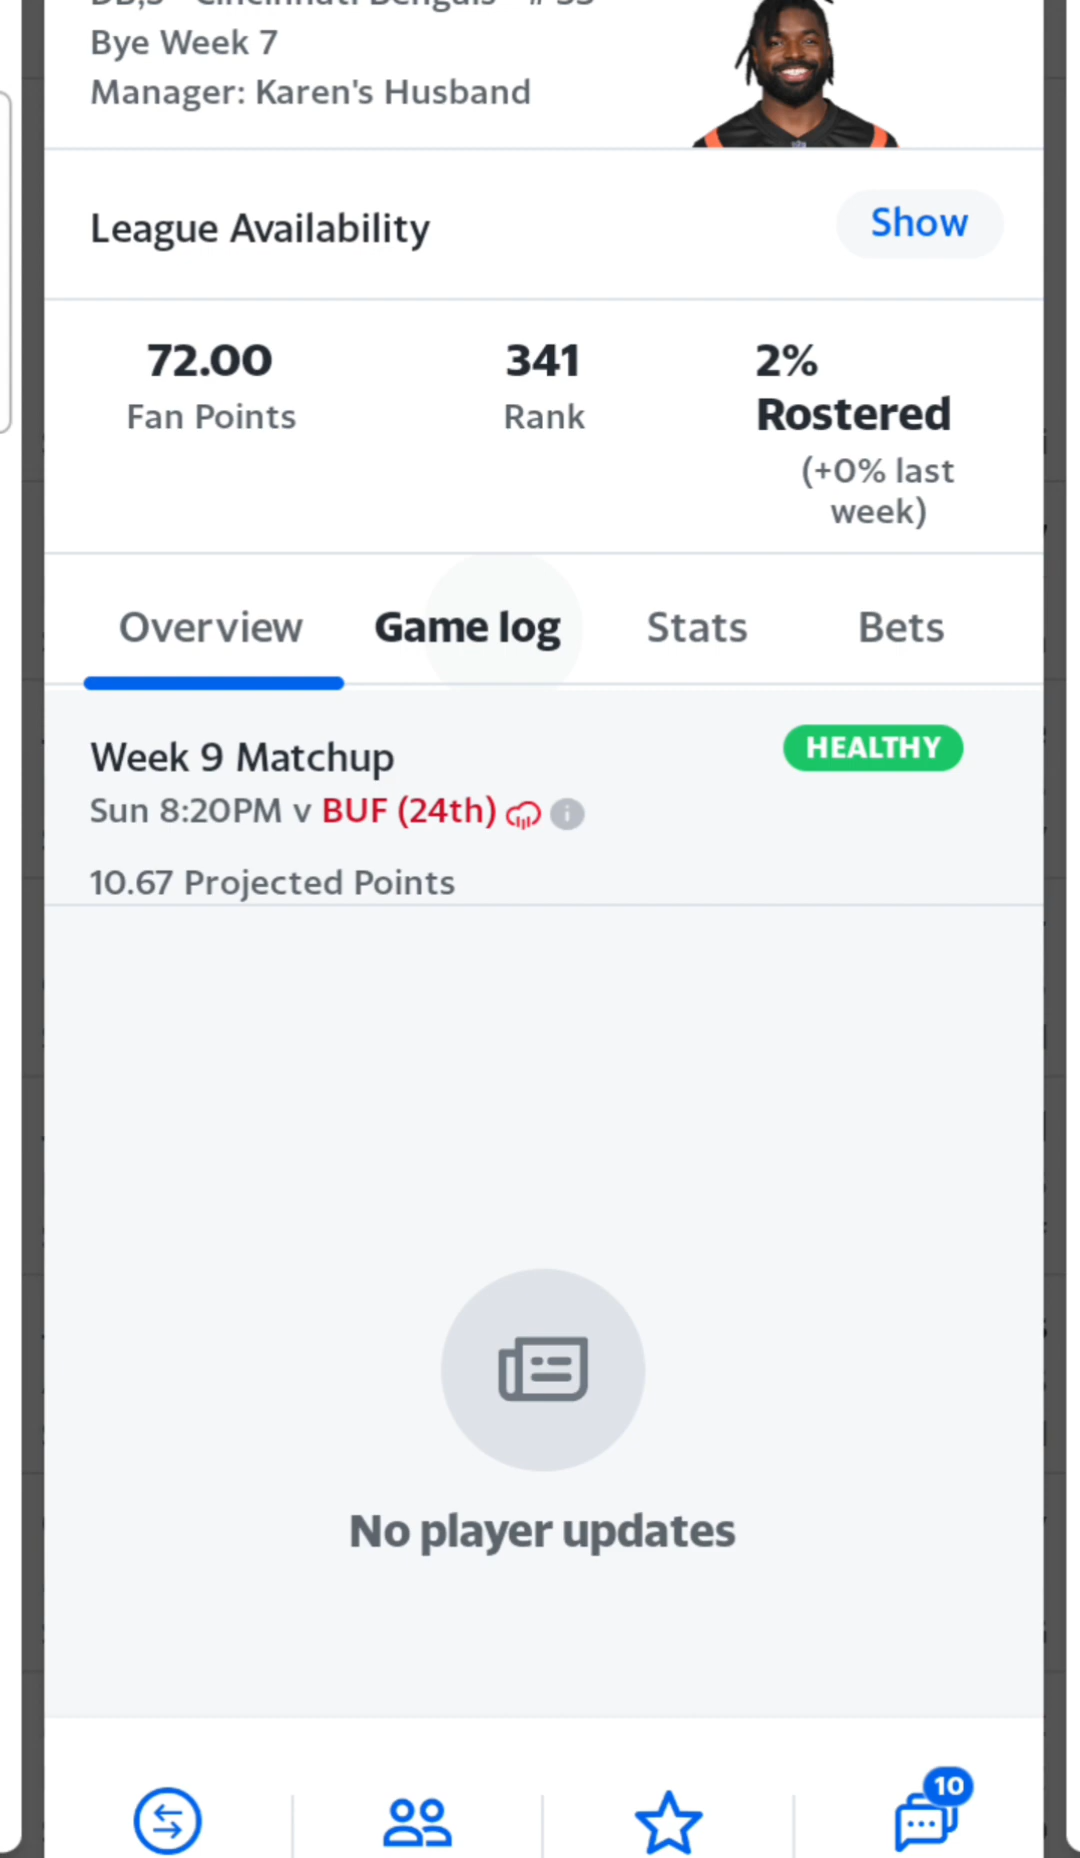 Bye Week 7
Manager: Karen's Husband
League Availability
Show
72.00
Fan Points
341
Rank
2%
Rostered
(+0% last
week)
Overview
Game log
Stats
Bets
Week 9 Matchup
HEALTHY
Sun 8:20PM v BUF (24th)
10.67 Projected Points
No player updates
10